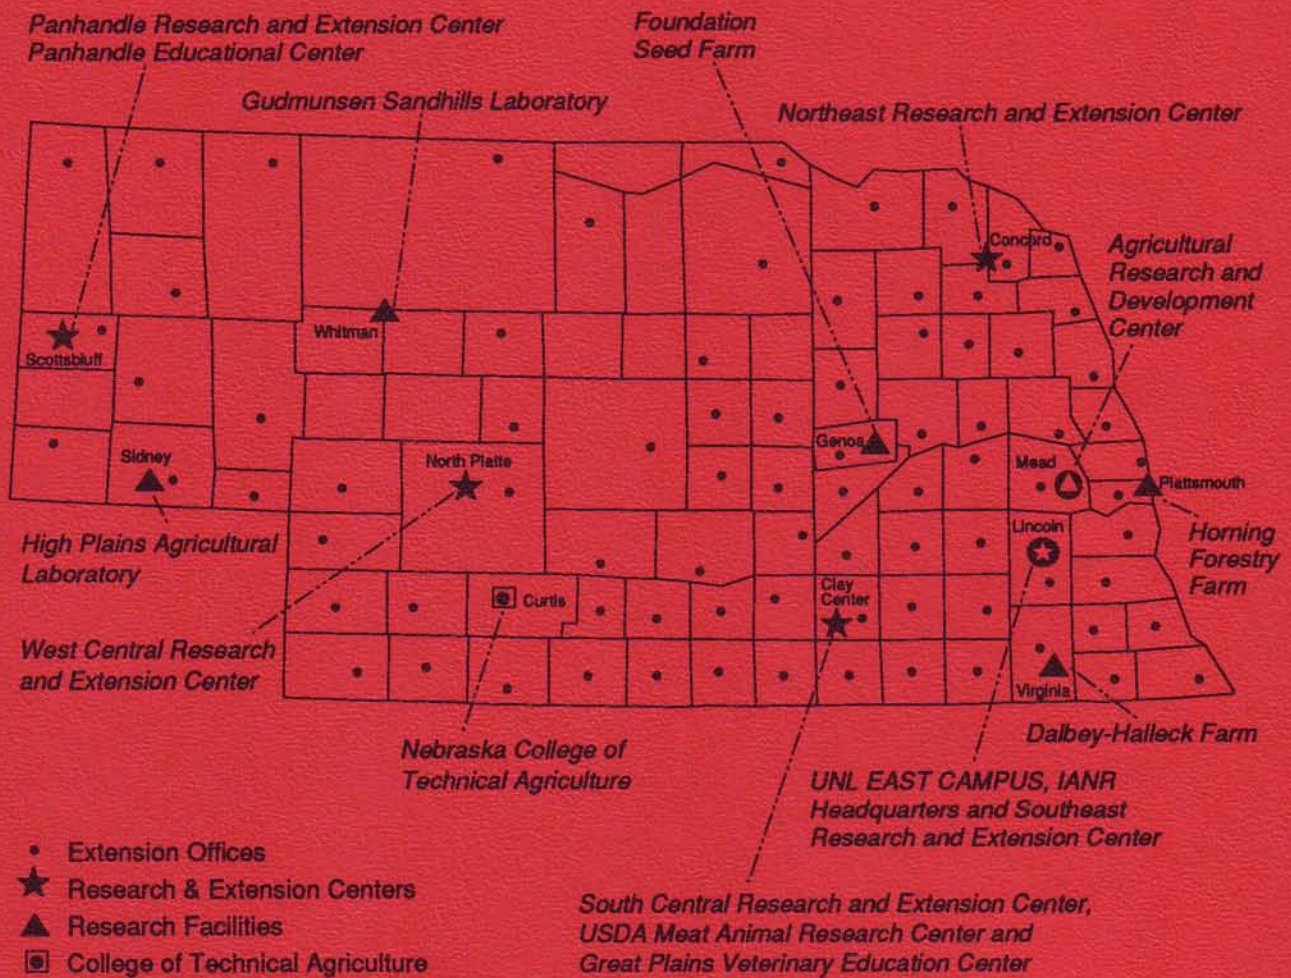 Panhandle Research and Extension Center
Panhandle Educational Center
Foundation
Seed Farm
Gudmunsen Sandhills Laboratory
Northeast Research and Extension Center
Concord
Agricultural
Research and
Development
Center
Whitman
Scottsbluff
Genoa
Sidney
North Platte
Mead
Plattsmouth
High Plains Agricultural
Laboratory
Lincoln
Horning
Forestry
Farm
Curtis
Clay
Center
West Central Research
and Extension Center
Virginia
Dalbey-Halleck Farm
Nebraska College of
Technical Agriculture
UNL EAST CAMPUS, IANR
Headquarters and Southeast
Research and Extension Center
Extension Offices
Research & Extension Centers
Research Facilities
College of Technical Agriculture
South Central Research and Extension Center,
USDA Meat Animal Research Center and
Great Plains Veterinary Education Center